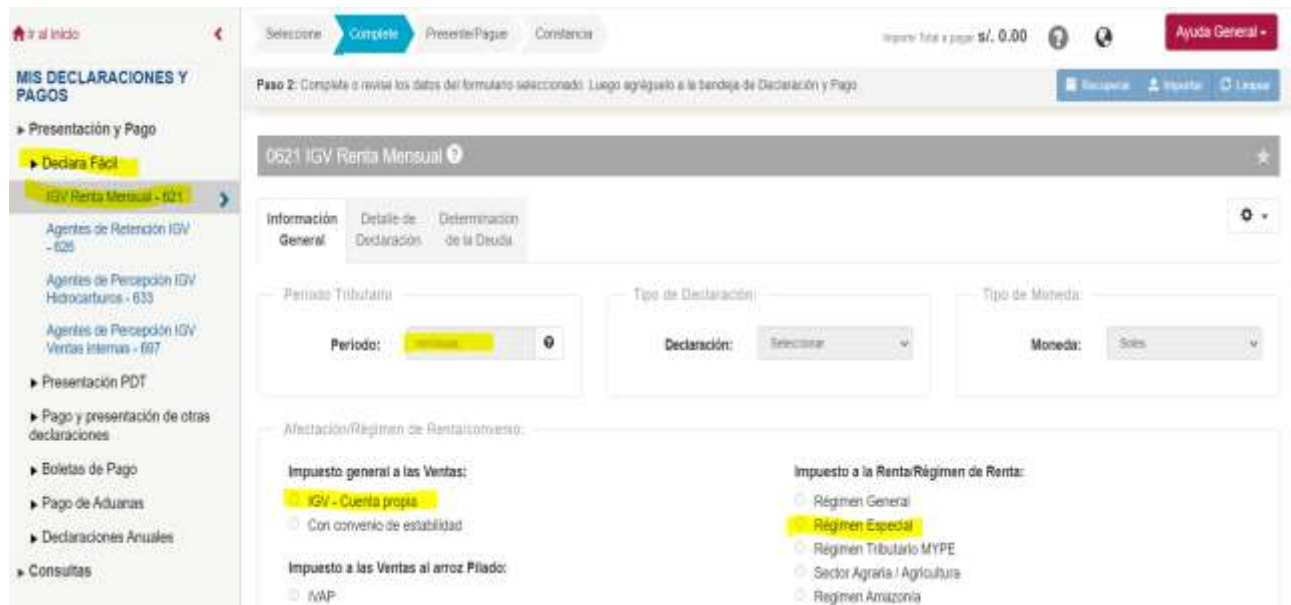 Ir al inicio
MIS DECLARACIONES Y
PAGOS
Presentación y Pago
Declara Fácil
IGV Renta Mensual - 621
Agentes de Retención IGV
- 626
Agentes de Percepción IGV
Hidrocarburos - 633
Agentes de Percepción IGV
Ventas Internas - 697
Presentación PDT
Pago y presentación de otras
declaraciones
Boletas de Pago
Pago de Aduanas
Declaraciones Anuales
Consultas
Seleccione Complete Presente/Pague Constancia
Importe Total a pagar s/. 0.00
Ayuda General
Paso 2: Complete o revise los datos del formulario seleccionado. Luego agréguelo a la bandeja de Declaración y Pago.
Recuperar Importar Limpiar
0621 IGV Renta Mensual
Información
General
Detalle de
Declaración
Determinación
de la Deuda
Periodo Tributario
Periodo:
Tipo de Declaración:
Declaración: Seleccionar
Tipo de Moneda:
Moneda: Soles
Afectación/Régimen de Renta/convenio:
Impuesto general a las Ventas:
IGV - Cuenta propia
Con convenio de estabilidad
Impuesto a las Ventas al arroz Pilado:
IVAP
Impuesto a la Renta/Régimen de Renta:
Régimen General
Régimen Especial
Régimen Tributario MYPE
Sector Agraria / Agricultura
Regimen Amazonía